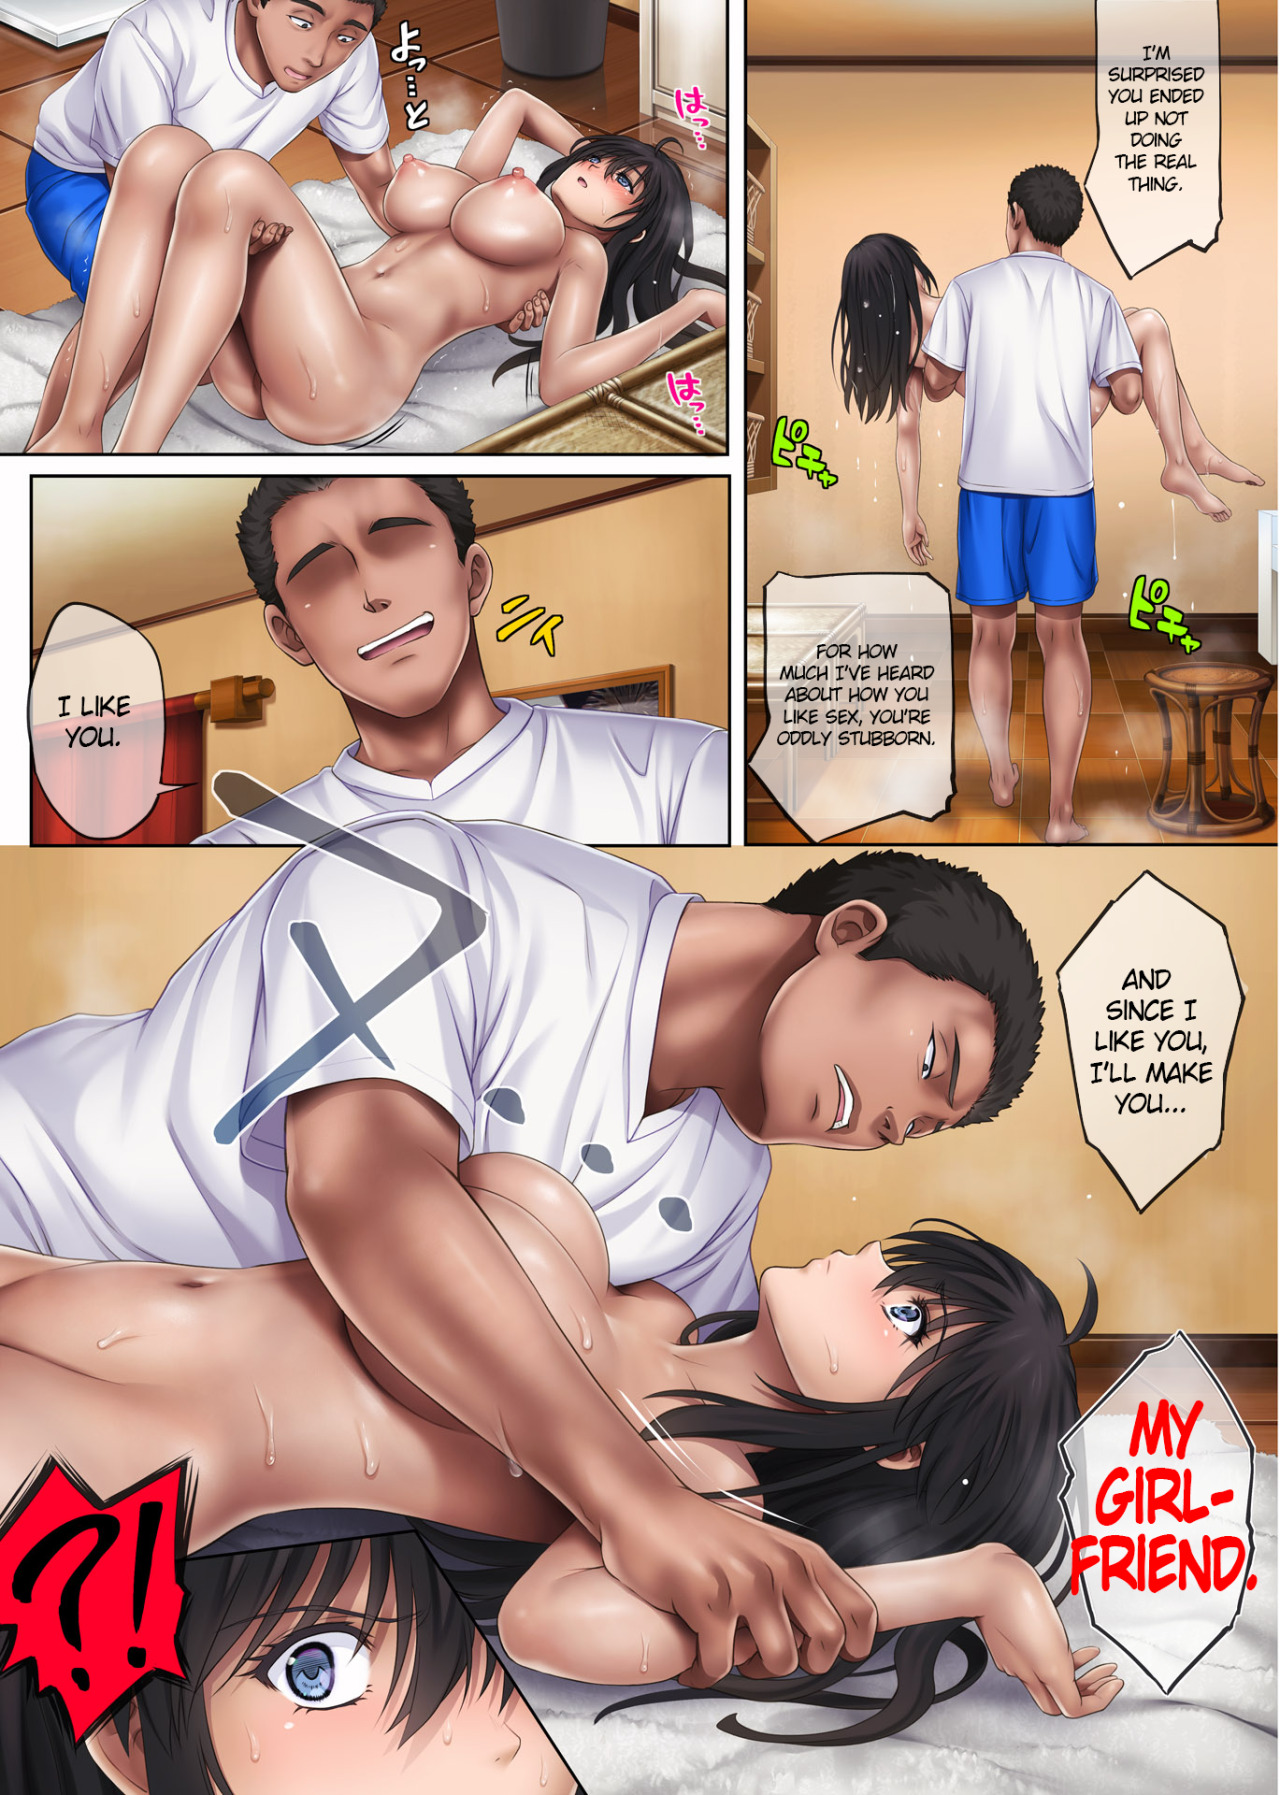 I'M
SURPRISED
YOU ENDED
UP NOT
DOING
THE REAL
THING.
ピチャ
ピチャ
FOR HOW
MUCH I'VE HEARD
ABOUT HOW YOU
LIKE SEX, YOU'RE
ODDLY STUBBORN.
よっ…と
はっ…
はっ…
ニィ
I LIKE
YOU.
AND
SINCE I
LIKE YOU,
I'LL MAKE
YOU...
MY
GIRL-
FRIEND.
?!